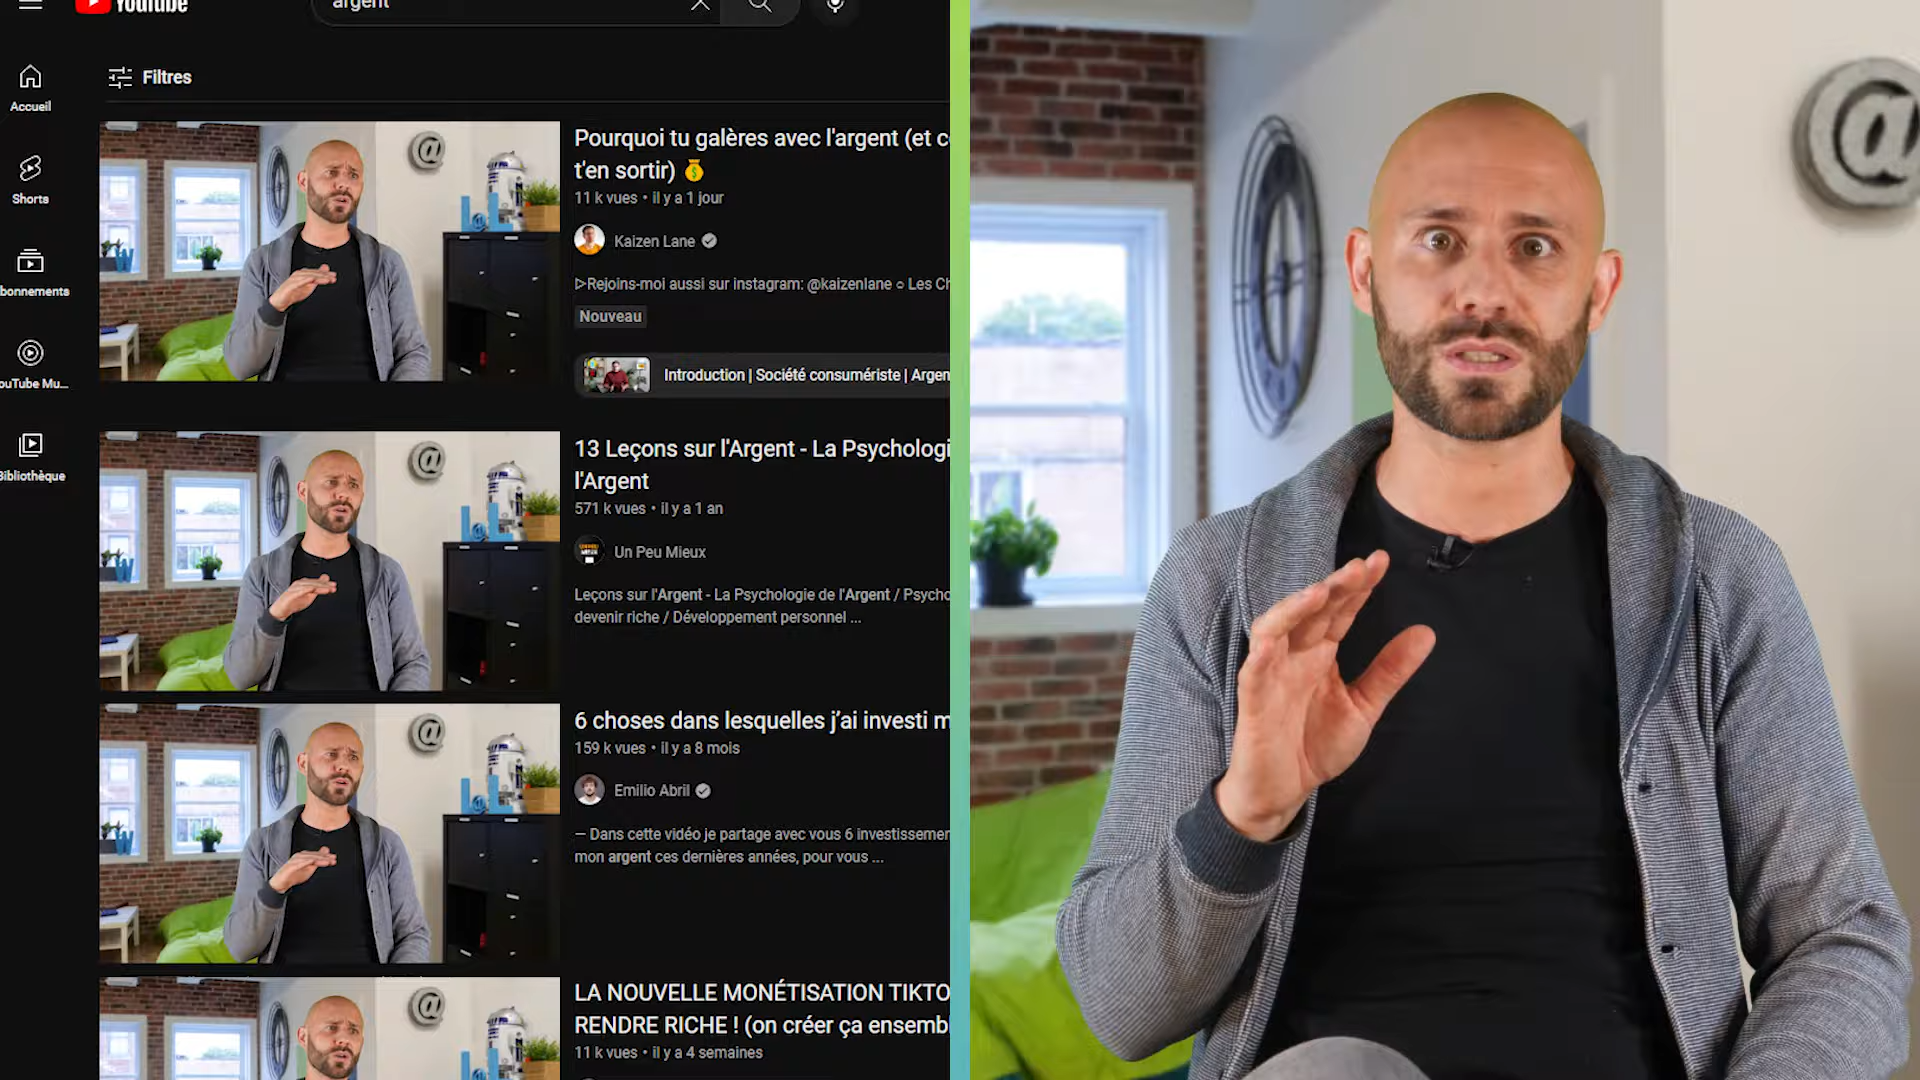 YouTube
argent
Filtres
Accueil
Shorts
bonnements
ouTube Mu...
Bibliothèque
Pourquoi tu galères avec l'argent (et c
t'en sortir) 💰
11 k vues • il y a 1 jour
Kaizen Lane
▷Rejoins-moi aussi sur instagram: @kaizenlane ○ Les Ch
Nouveau
Introduction | Société consumériste | Argen
13 Leçons sur l'Argent - La Psychologi
l'Argent
571 k vues • il y a 1 an
Un Peu Mieux
Leçons sur l'Argent - La Psychologie de l'Argent / Psycho
devenir riche / Développement personnel ...
6 choses dans lesquelles j'ai investi m
159 k vues • il y a 8 mois
Emilio Abril
— Dans cette vidéo je partage avec vous 6 investissemen
mon argent ces dernières années, pour vous ...
LA NOUVELLE MONÉTISATION TIKTO
RENDRE RICHE ! (on créer ça ensembl
11 k vues • il y a 4 semaines
@
@
@
@
@